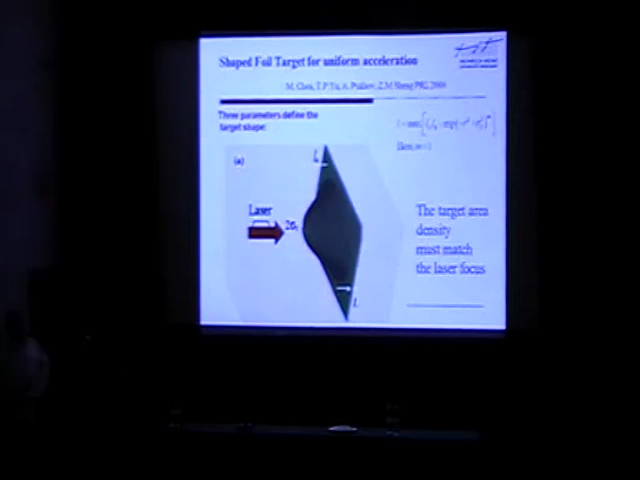 Shaped Foil Target for uniform acceleration
M. Chen, T.P. Yu, A. Pukhov, Z.M Sheng PRL 2009
Three parameters define the
target shape:
(a)
Laser
The target area
density
must match
the laser focus